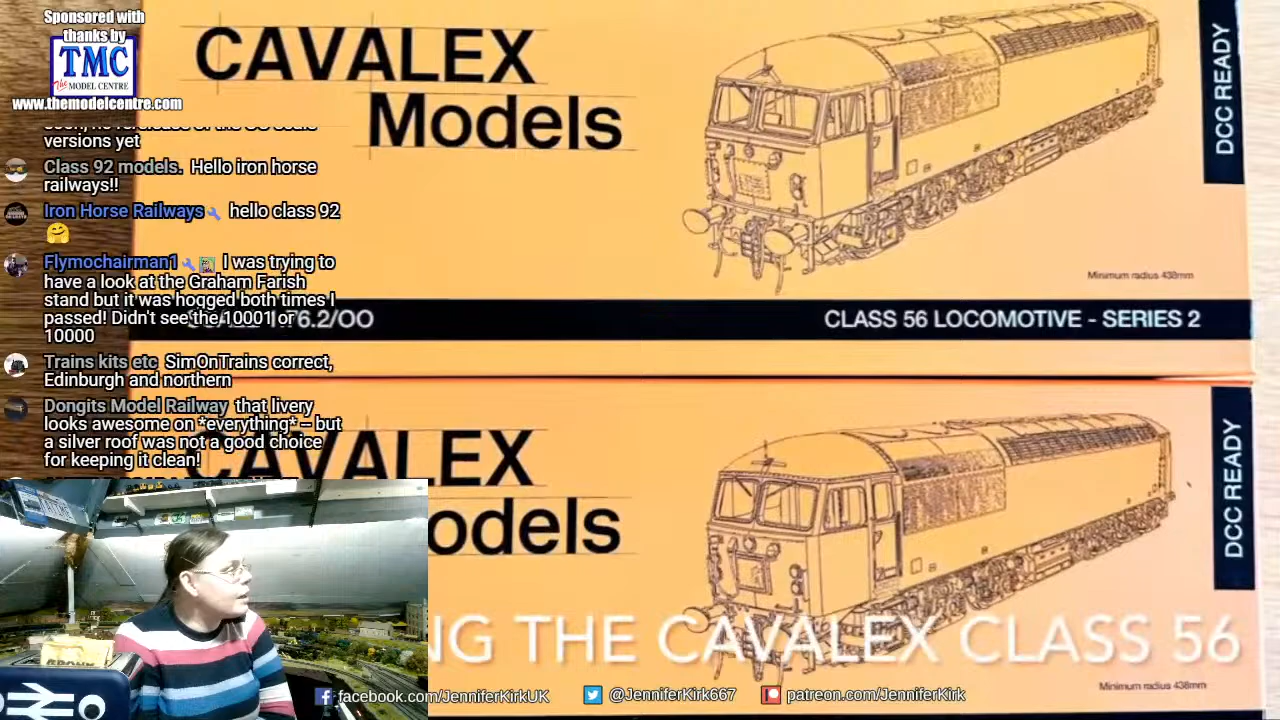 Sponsored with
thanks by
TMC
The MODEL CENTRE
www.themodelcentre.com
versions yet
Class 92 models. Hello iron horse
railways!!
Iron Horse Railways hello class 92
Flymochairman1 I was trying to
have a look at the Graham Farish
stand but it was hogged both times I
passed! Didn't see the 10001 or
10000
Trains kits etc SimOnTrains correct,
Edinburgh and northern
Dongits Model Railway that livery
looks awesome on *everything* – but
a silver roof was not a good choice
for keeping it clean!
CAVALEX
Models
DCC READY
Minimum radius 438mm
1:76.2/OO
CLASS 56 LOCOMOTIVE - SERIES 2
CAVALEX
odels
DCC READY
NG THE CAVALEX CLASS 56
Minimum radius 438mm
facebook.com/JenniferKirkUK
@JenniferKirk667
patreon.com/JenniferKirk